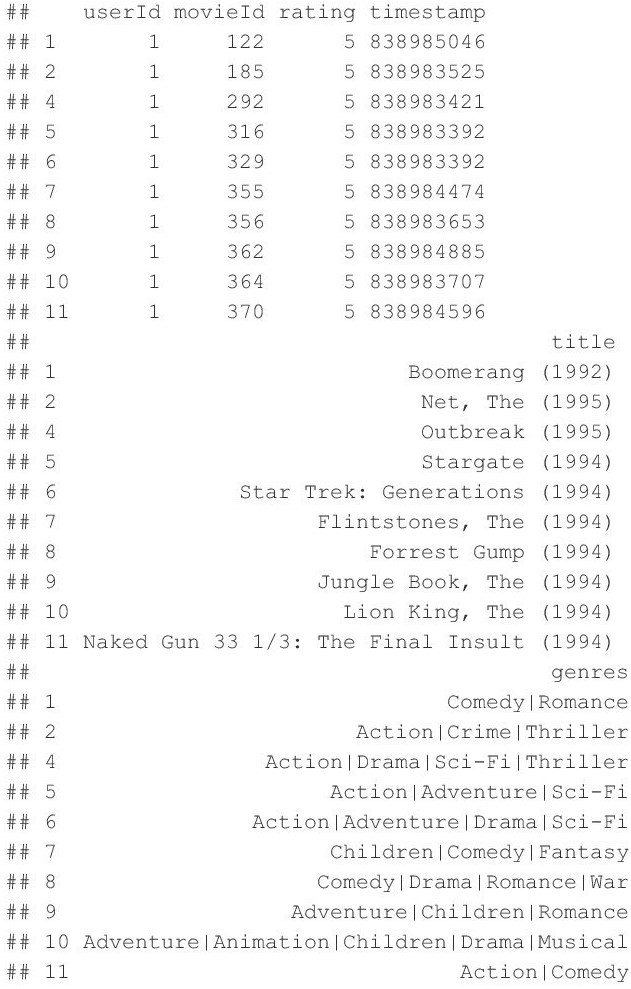 ##    userId movieId rating timestamp
## 1       1     122      5 838985046
## 2       1     185      5 838983525
## 4       1     292      5 838983421
## 5       1     316      5 838983392
## 6       1     329      5 838983392
## 7       1     355      5 838984474
## 8       1     356      5 838983653
## 9       1     362      5 838984885
## 10      1     364      5 838983707
## 11      1     370      5 838984596
##                                        title
## 1                           Boomerang (1992)
## 2                            Net, The (1995)
## 4                            Outbreak (1995)
## 5                            Stargate (1994)
## 6              Star Trek: Generations (1994)
## 7                    Flintstones, The (1994)
## 8                        Forrest Gump (1994)
## 9                    Jungle Book, The (1994)
## 10                     Lion King, The (1994)
## 11 Naked Gun 33 1/3: The Final Insult (1994)
##                                        genres
## 1                              Comedy|Romance
## 2                       Action|Crime|Thriller
## 4                Action|Drama|Sci-Fi|Thriller
## 5                     Action|Adventure|Sci-Fi
## 6               Action|Adventure|Drama|Sci-Fi
## 7                     Children|Comedy|Fantasy
## 8                    Comedy|Drama|Romance|War
## 9                  Adventure|Children|Romance
## 10 Adventure|Animation|Children|Drama|Musical
## 11                              Action|Comedy